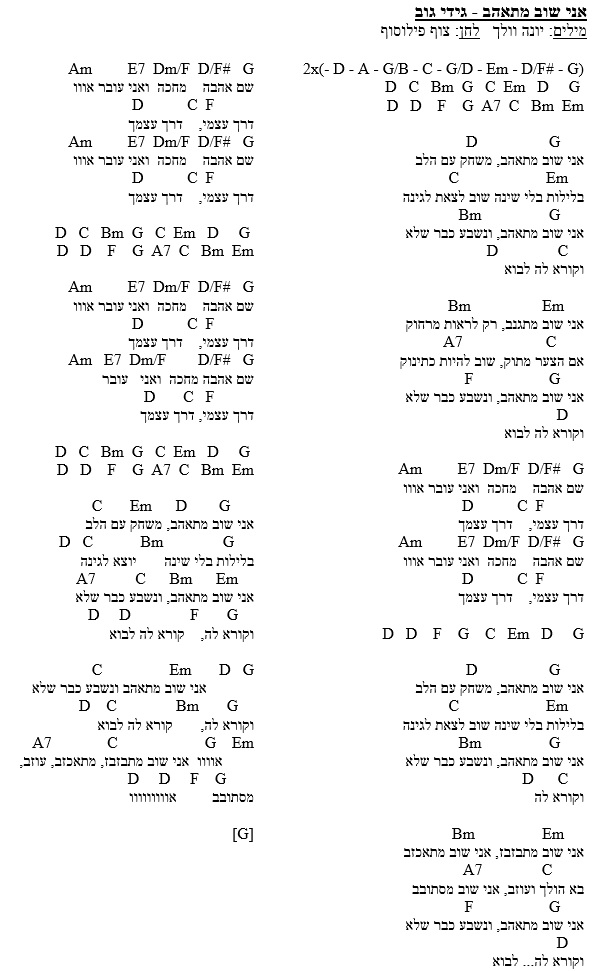 אני שוב מתאהב - גידי גוב
מילים: יונה וולך   לחן: צוף פילוסוף
2x(- D - A - G/B - C - G/D - Em - D/F# - G)
D C Bm G C Em D G
D D F G A7 C Bm Em
D G
אני שוב מתאהב, משחק עם הלב
C Em
בלילות בלי שינה שוב לצאת לגינה
Bm G
אני שוב מתאהב, ונשבע כבר שלא
D C
וקורא לה לבוא
Bm Em
אני שוב מתגנב, רק לראות מרחוק
A7 C
אם הצער מתוק, שוב להיות כתינוק
F G
אני שוב מתאהב, ונשבע כבר שלא
D
וקורא לה לבוא
Am E7 Dm/F D/F# G
שם אהבה מחכה ואני עובר אווו
D C F
דרך עצמי, דרך עצמך
Am E7 Dm/F D/F# G
שם אהבה מחכה ואני עובר אווו
D C F
דרך עצמי, דרך עצמך
D D F G C Em D G
D G
אני שוב מתאהב, משחק עם הלב
C Em
בלילות בלי שינה שוב לצאת לגינה
Bm G
אני שוב מתאהב, ונשבע כבר שלא
D C
וקורא לה
Bm Em
אני שוב מתבזבז, אני שוב מתאכזב
A7 C
בא הולך ועוזב, אני שוב מסתובב
F G
אני שוב מתאהב, ונשבע כבר שלא
D
וקורא לה... לבוא
Am E7 Dm/F D/F# G
שם אהבה מחכה ואני עובר אווו
D C F
דרך עצמי, דרך עצמך
Am E7 Dm/F D/F# G
שם אהבה מחכה ואני עובר אווו
D C F
דרך עצמי, דרך עצמך
D C Bm G C Em D G
D D F G A7 C Bm Em
Am E7 Dm/F D/F# G
שם אהבה מחכה ואני עובר אווו
D C F
דרך עצמי, דרך עצמך
Am E7 Dm/F D/F# G
שם אהבה מחכה ואני עובר
D C F
דרך עצמי, דרך עצמך
D C Bm G C Em D G
D D F G A7 C Bm Em
C Em D G
אני שוב מתאהב, משחק עם הלב
D C Bm G
בלילות בלי שינה יוצא לגינה
A7 C Bm Em
אני שוב מתאהב, ונשבע כבר שלא
D D F G
וקורא לה, קורא לה לבוא
C Em D G
אני שוב מתאהב ונשבע כבר שלא
D C Bm G
וקורא לה, קורא לה לבוא
A7 C G Em
אווווו אני שוב מתבזבז, מתאכזב, עוזב,
D D F G
מסתובב אווווווווו
[G]